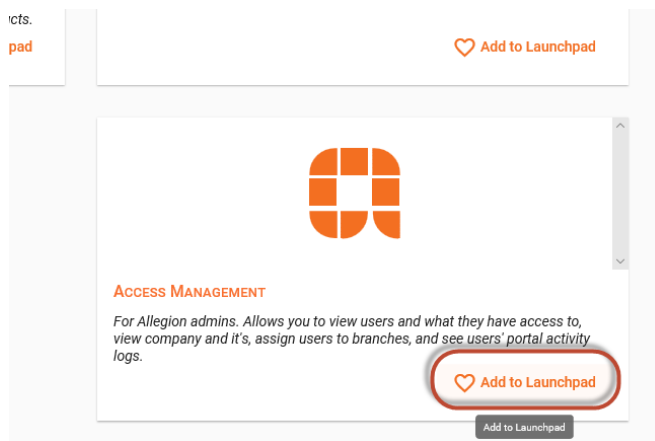 ucts.
pad
Add to Launchpad
ACCESS MANAGEMENT
For Allegion admins. Allows you to view users and what they have access to,
view company and it's, assign users to branches, and see users' portal activity
logs.
Add to Launchpad
Add to Launchpad